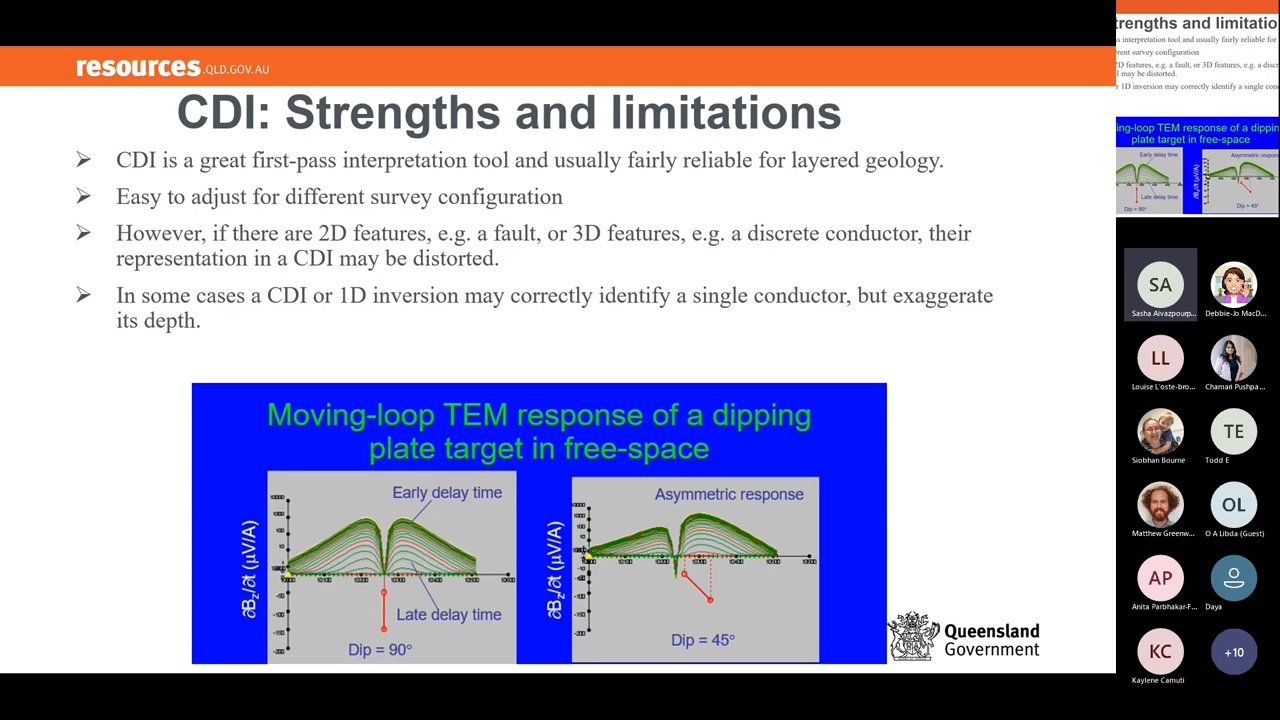 resources.QLD.GOV.AU
CDI: Strengths and limitations
CDI is a great first-pass interpretation tool and usually fairly reliable for layered geology.
Easy to adjust for different survey configuration
However, if there are 2D features, e.g. a fault, or 3D features, e.g. a discrete conductor, their
representation in a CDI may be distorted.
In some cases a CDI or 1D inversion may correctly identify a single conductor, but exaggerate
its depth.
Moving-loop TEM response of a dipping
plate target in free-space
Early delay time
Late delay time
∂Bz/∂t (µV/A)
Dip = 90°
Asymmetric response
∂Bz/∂t (µV/A)
Dip = 45°
Queensland
Government
trengths and limitatio
s interpretation tool and usually fairly reliable for
erent survey configuration
2D features, e.g. a fault, or 3D features, e.g. a discr
I may be distorted.
r 1D inversion may correctly identify a single con
ing-loop TEM response of a dippin
plate target in free-space
Early delay time
Late delay time
Dip = 90°
Asymmetric respon
Dip = 45°
SA
Sasha Aivazpourp...
Debbie-Jo MacD...
LL
Louise L'oste-bro...
Chamari Pushpa...
Siobhan Bourne
TE
Todd E
Matthew Greenw...
OL
O A Libda (Guest)
AP
Anita Parbhakar-F...
Daya
KC
Kaylene Camuti
+10